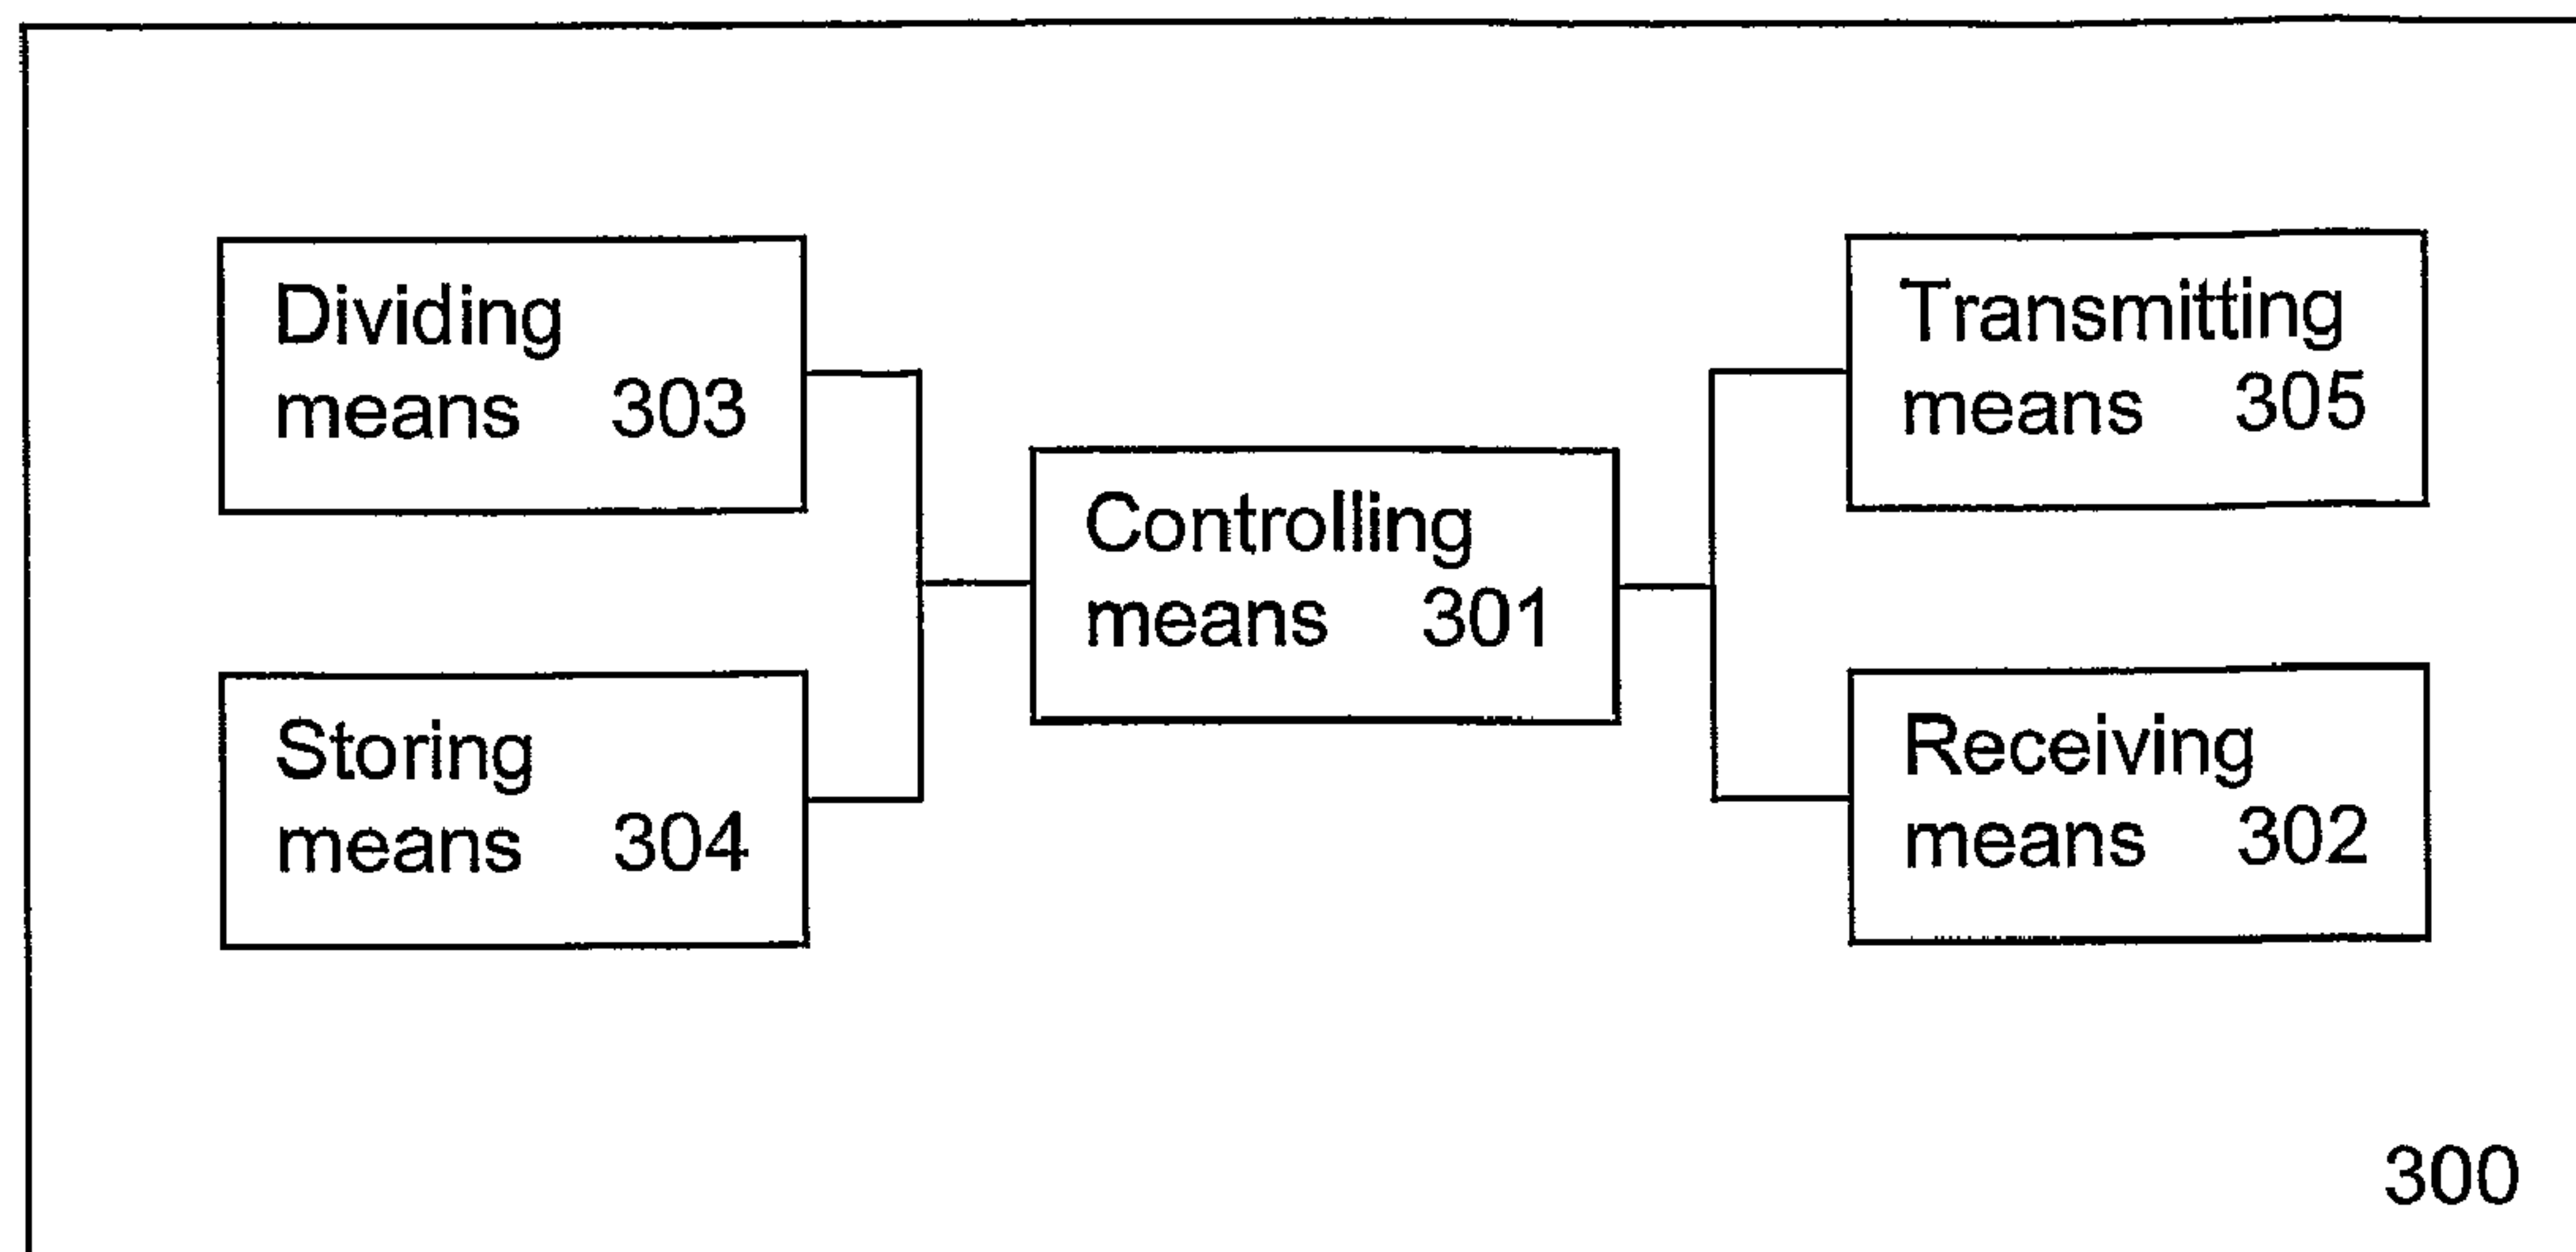 Dividing
means 303
Transmitting
means 305
Controlling
means 301
Storing
means 304
Receiving
means 302
300